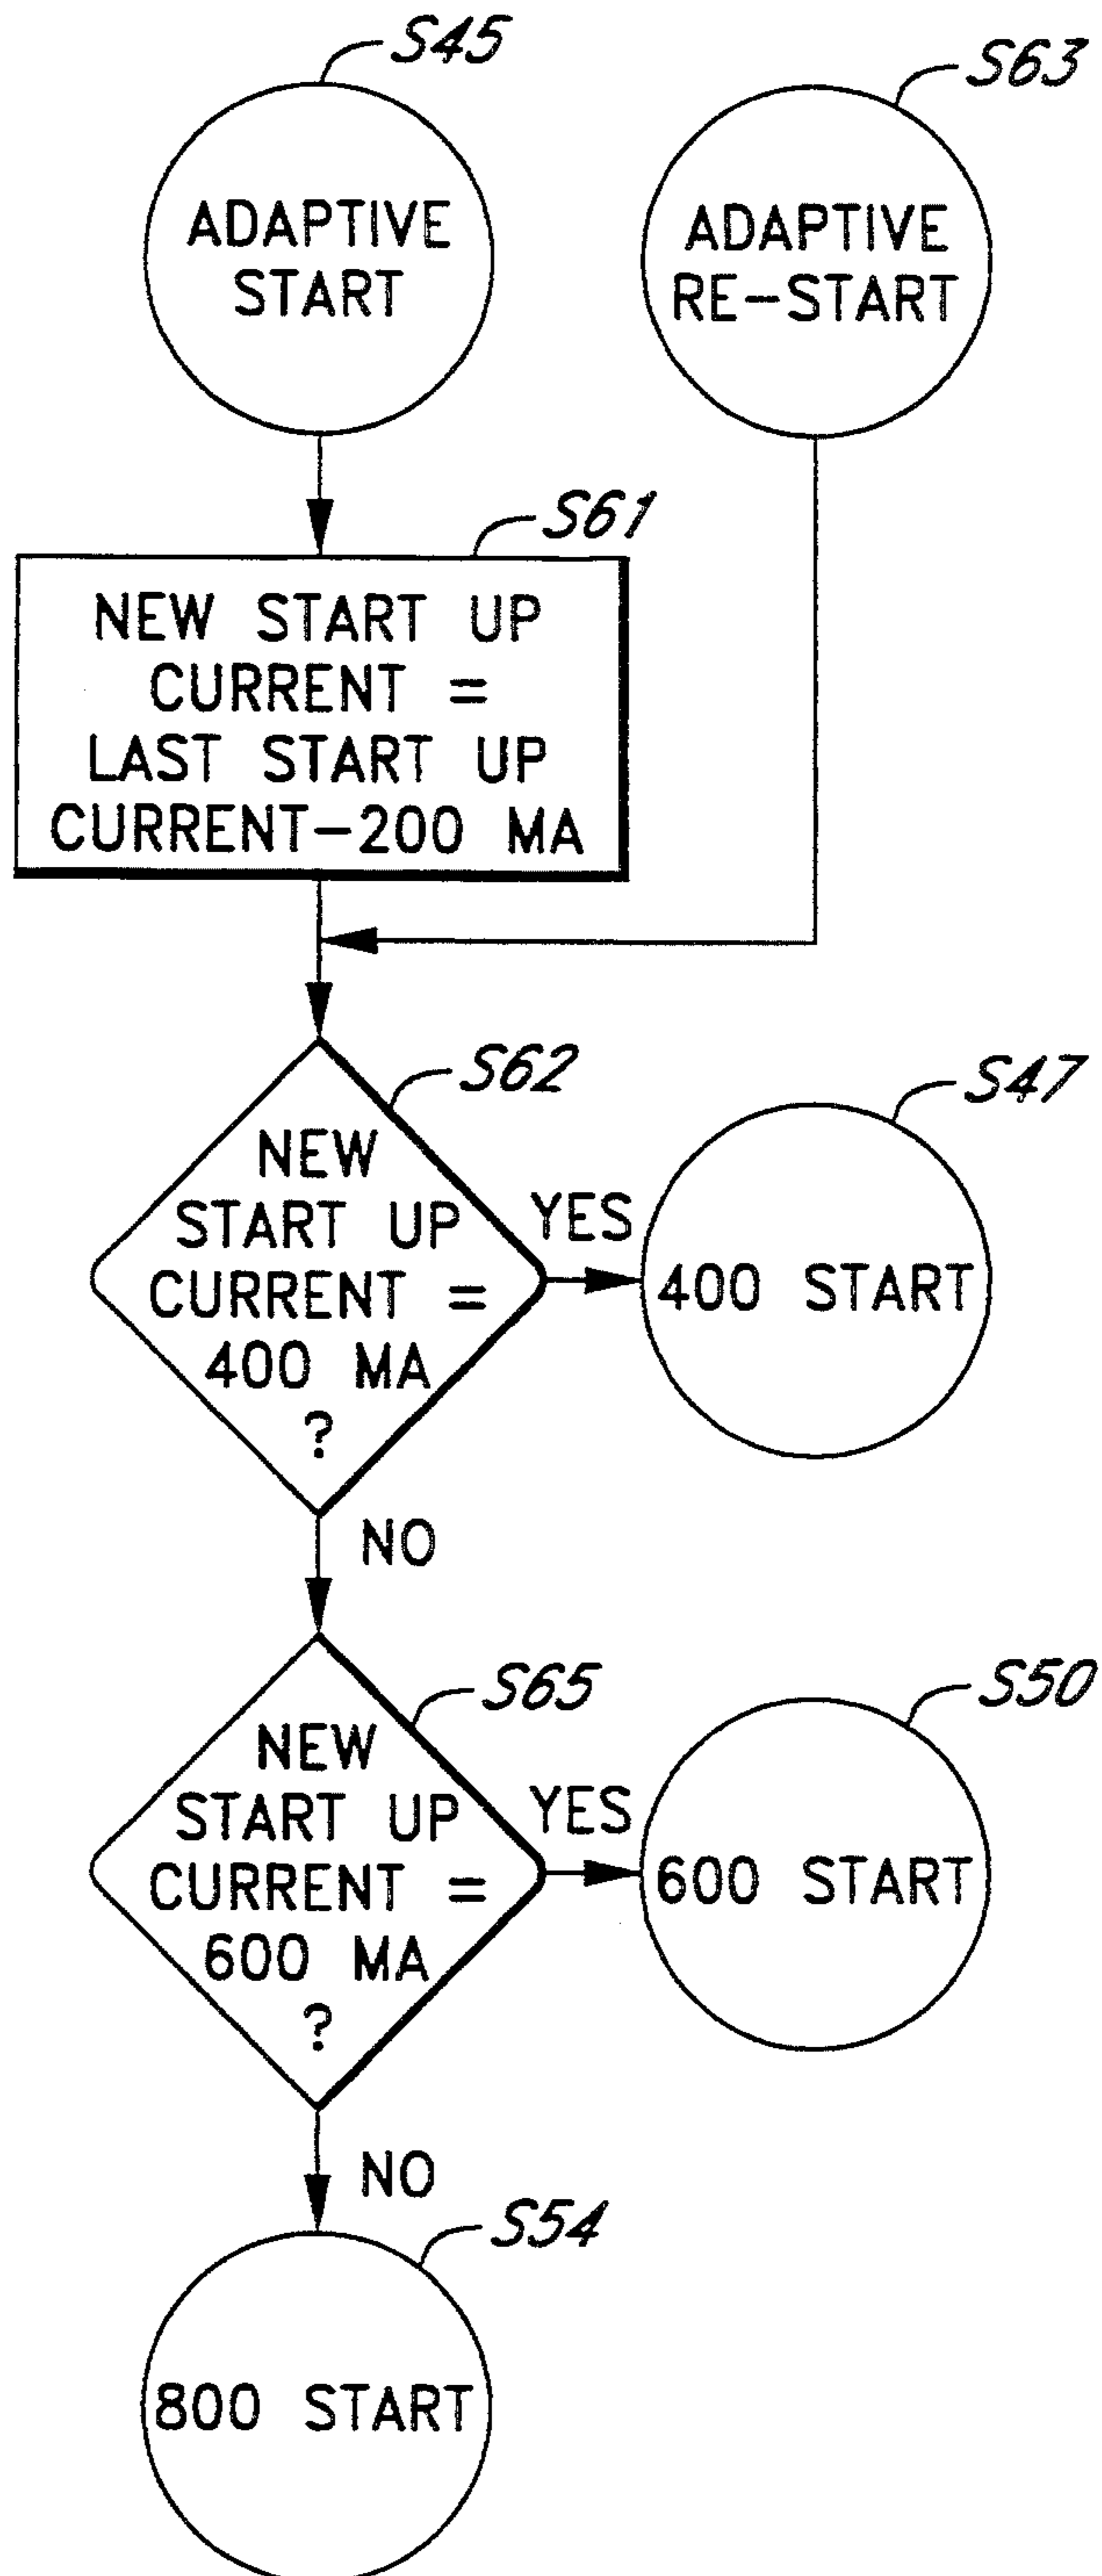 S45
ADAPTIVE
START
S63
ADAPTIVE
RE-START
S61
NEW START UP
CURRENT =
LAST START UP
CURRENT-200 MA
S62
NEW
START UP
CURRENT =
400 MA
?
YES
S47
400 START
NO
S65
NEW
START UP
CURRENT =
600 MA
?
YES
S50
600 START
NO
S54
800 START